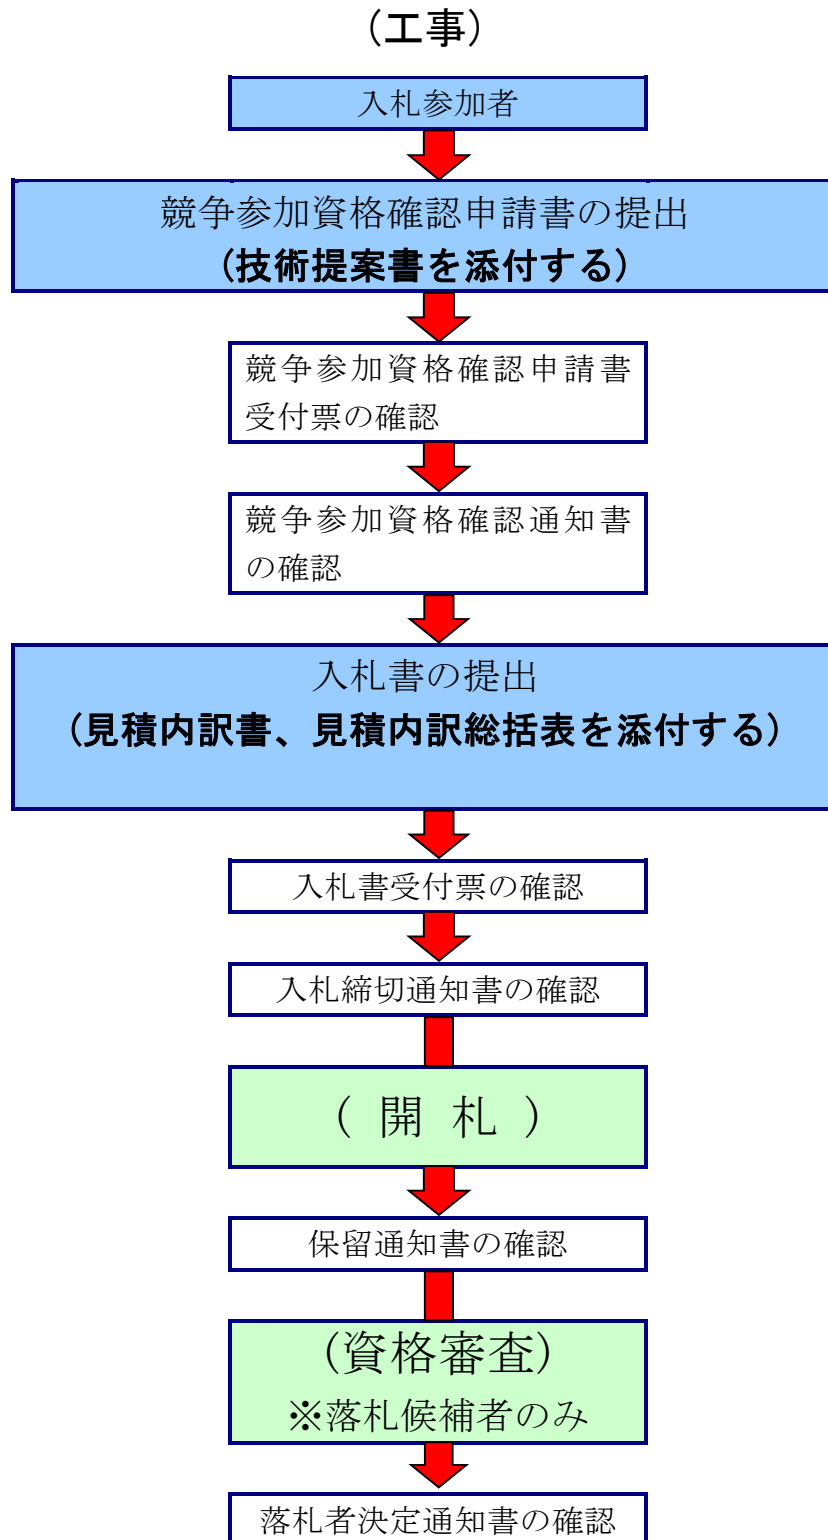 (工事)
入札参加者
競争参加資格確認申請書の提出
(技術提案書を添付する)
競争参加資格確認申請書
受付票の確認
競争参加資格確認通知書
の確認
入札書の提出
(見積内訳書、見積内訳総括表を添付する)
入札書受付票の確認
入札締切通知書の確認
( 開 札 )
保留通知書の確認
(資格審査)
※落札候補者のみ
落札者決定通知書の確認